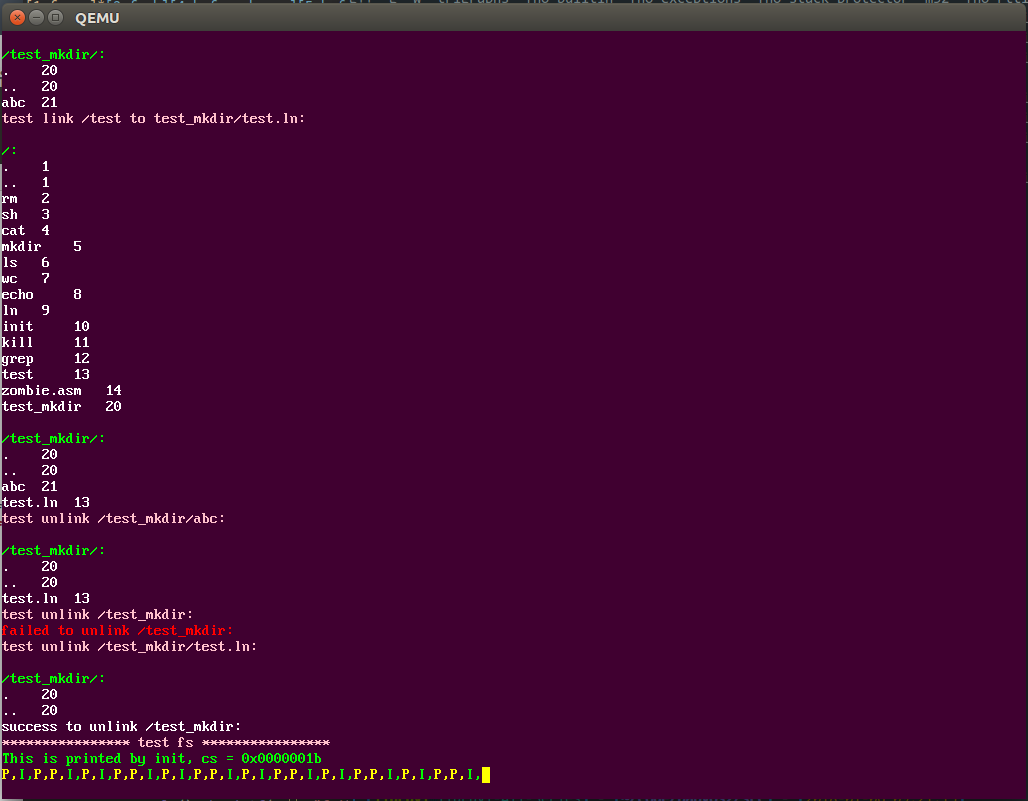 QEMU
/test_mkdir/:
. 20
.. 20
abc 21
test link /test to test_mkdir/test.ln:
/:
. 1
.. 1
rm 2
sh 3
cat 4
mkdir 5
ls 6
wc 7
echo 8
ln 9
init 10
kill 11
grep 12
test 13
zombie.asm 14
test_mkdir 20
/test_mkdir/:
. 20
.. 20
abc 21
test.ln 13
test unlink /test_mkdir/abc:
/test_mkdir/:
. 20
.. 20
test.ln 13
test unlink /test_mkdir:
failed to unlink /test_mkdir:
test unlink /test_mkdir/test.ln:
/test_mkdir/:
. 20
.. 20
success to unlink /test_mkdir:
**************** test fs ****************
This is printed by init, cs = 0x0000001b
P,I,P,P,I,P,I,P,P,I,P,I,P,P,I,P,I,P,P,I,P,I,P,P,I,P,I,P,P,I,